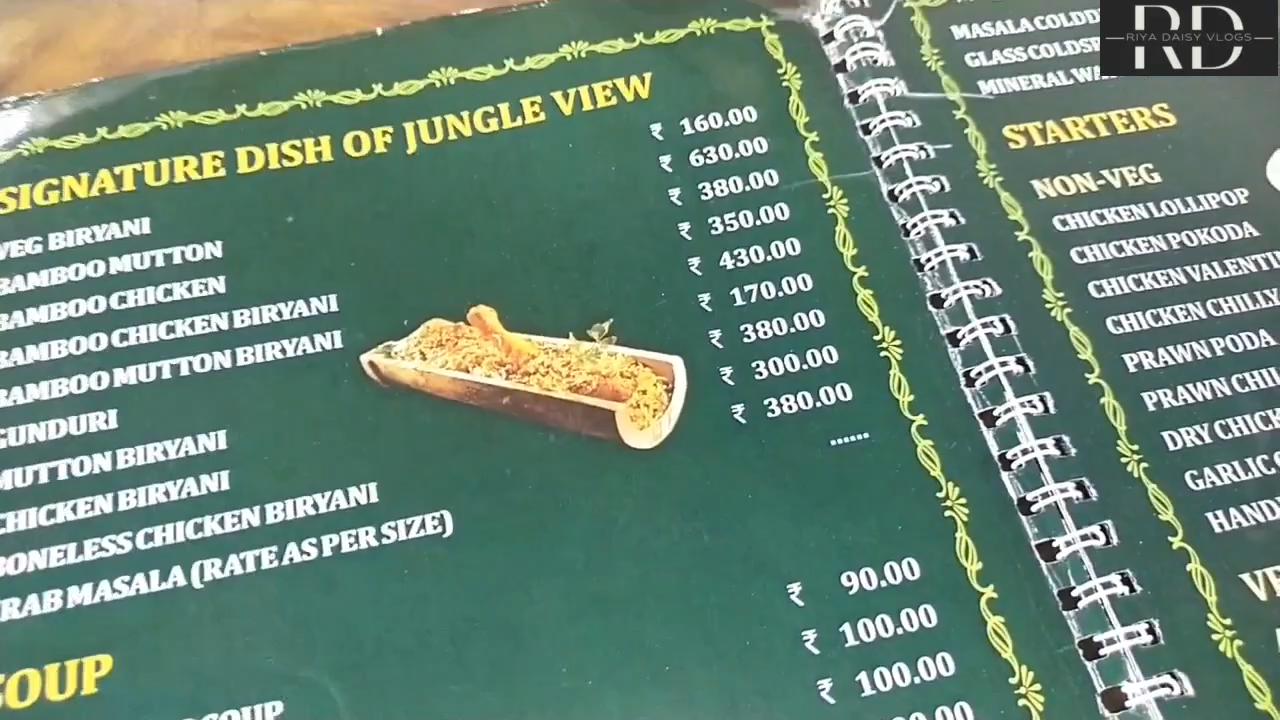 SIGNATURE DISH OF JUNGLE VIEW
VEG BIRYANI ₹ 160.00
BAMBOO MUTTON ₹ 630.00
BAMBOO CHICKEN ₹ 380.00
BAMBOO CHICKEN BIRYANI ₹ 350.00
BAMBOO MUTTON BIRYANI ₹ 430.00
GUNDURI ₹ 170.00
MUTTON BIRYANI ₹ 380.00
CHICKEN BIRYANI ₹ 300.00
BONELESS CHICKEN BIRYANI ₹ 380.00
RAB MASALA (RATE AS PER SIZE) ......
SOUP
SOUP ₹ 90.00
₹ 100.00
₹ 100.00
MASALA
GLASS
MINERAL
STARTERS
NON-VEG
CHICKEN LOLLIPOP
CHICKEN POKODA
CHICKEN VALENTI
CHICKEN CHILLY
PRAWN PODA
PRAWN CHI
DRY CHICK
GARLIC
HAND
RD
RIYA DAISY VLOGS